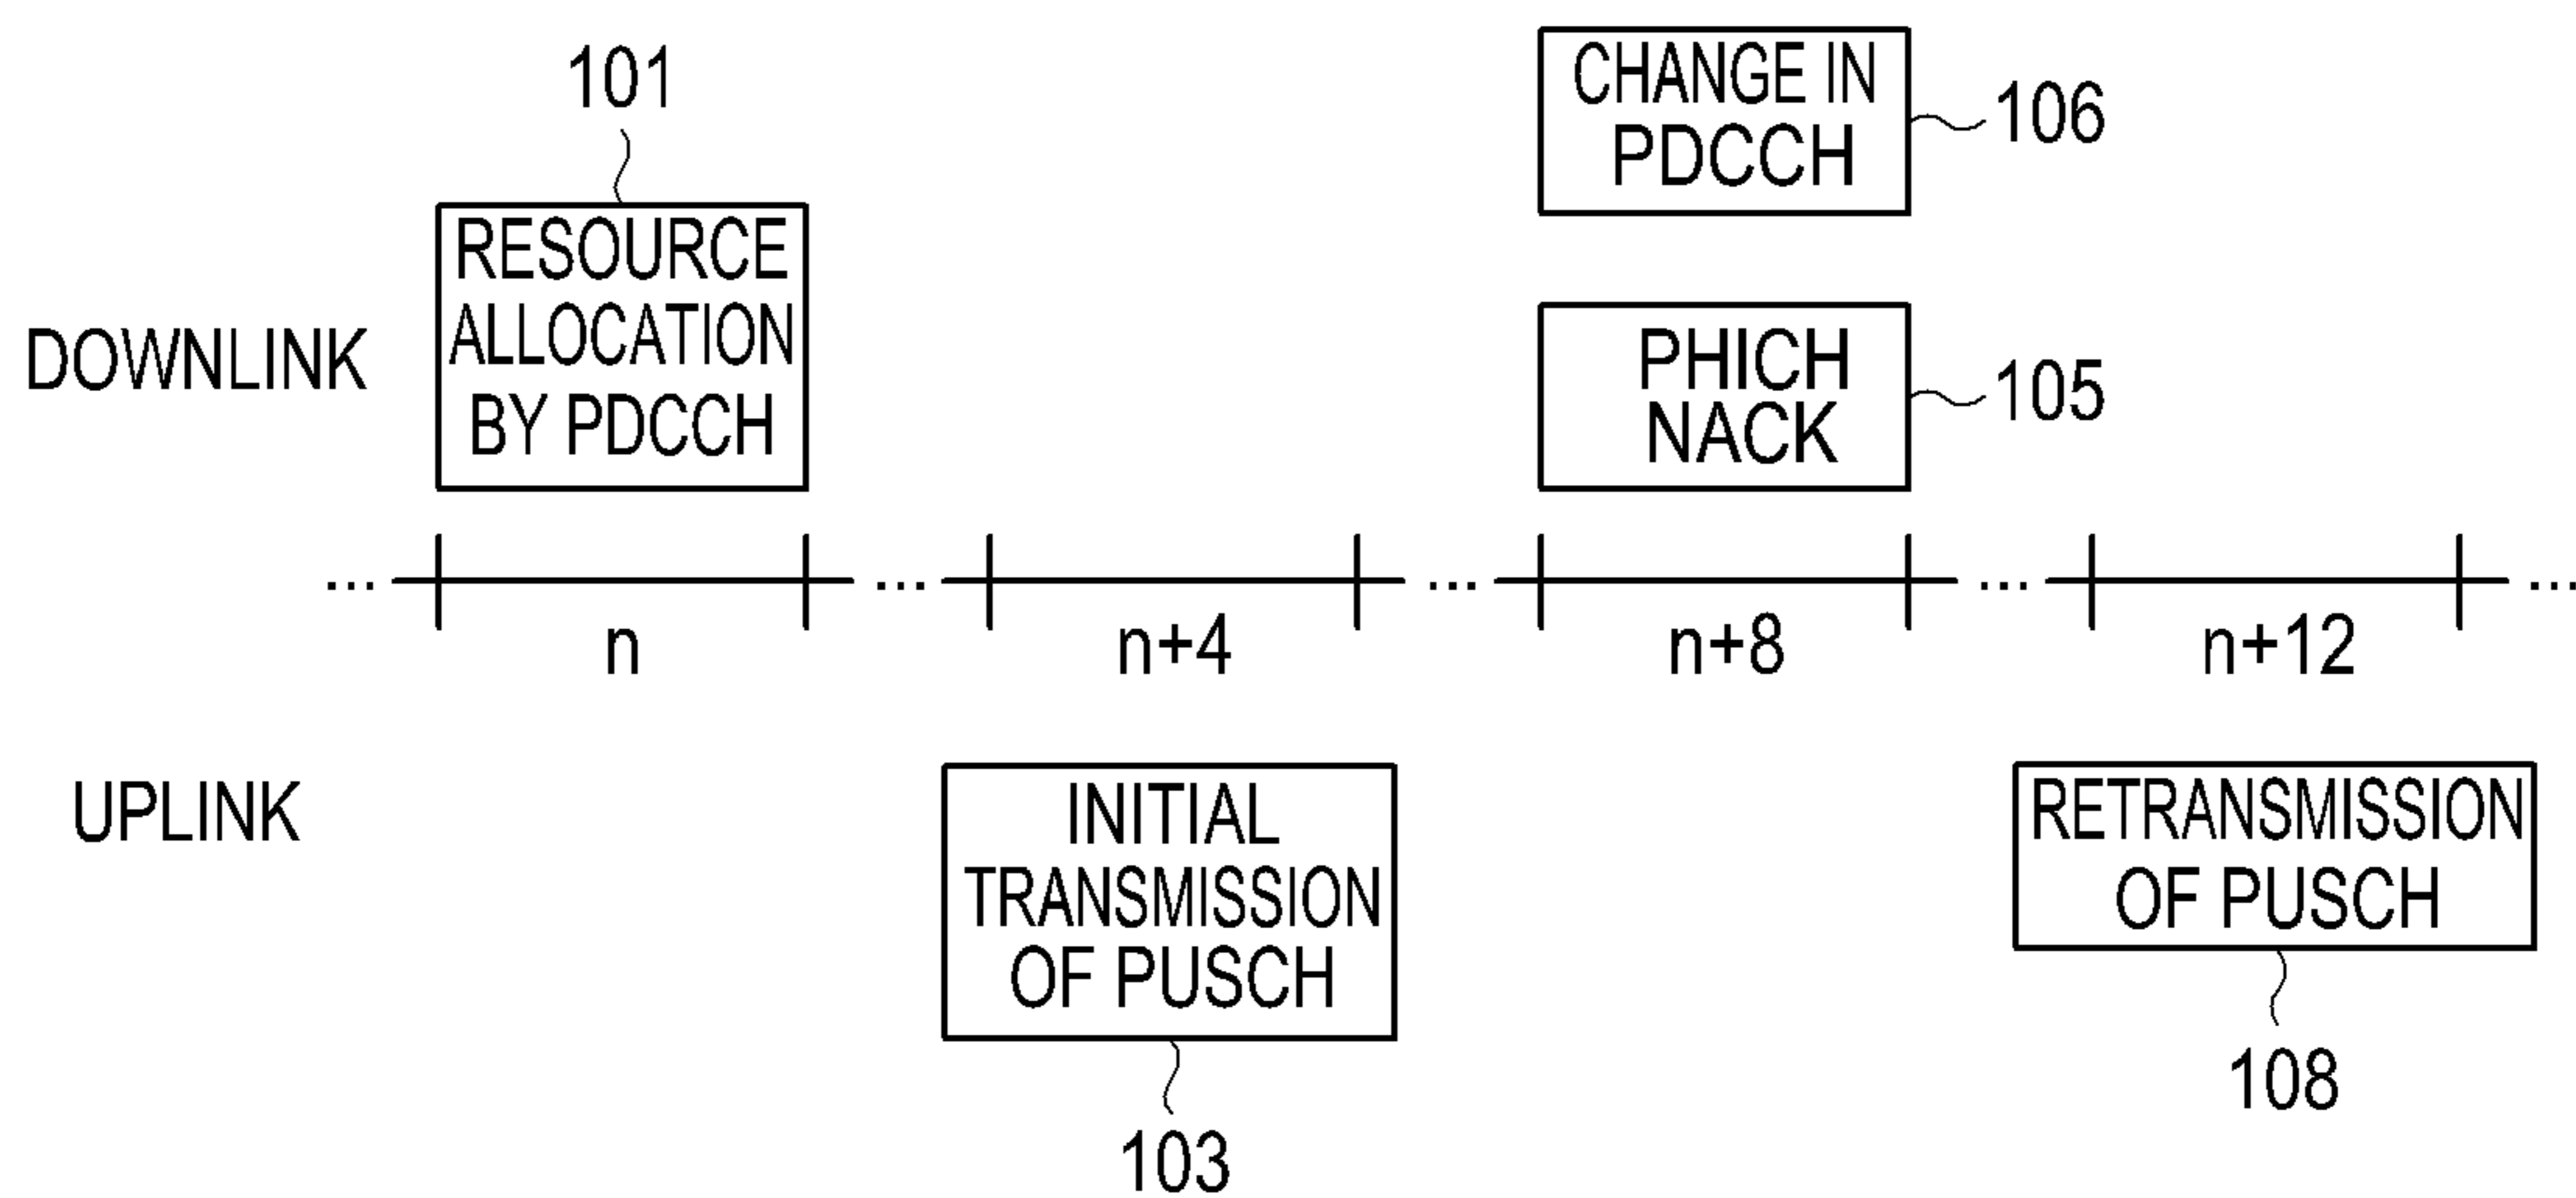 101
RESOURCE
ALLOCATION
BY PDCCH
CHANGE IN
PDCCH
106
DOWNLINK
PHICH
NACK
105
... n ... n+4 ... n+8 ... n+12 ...
UPLINK
INITIAL
TRANSMISSION
OF PUSCH
103
RETRANSMISSION
OF PUSCH
108